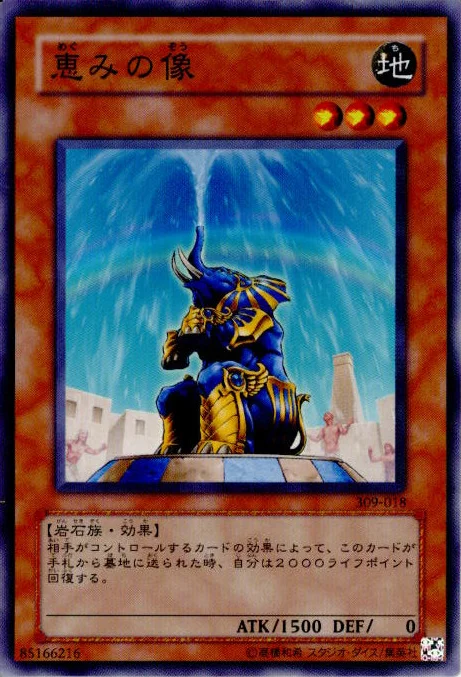 恵みの像
地
309-018
【岩石族・効果】
相手がコントロールするカードの効果によって、このカードが
手札から墓地に送られた時、自分は2000ライフポイント
回復する。
ATK/1500 DEF/ 0
85166216 ©高橋和希 スタジオ・ダイス/集英社